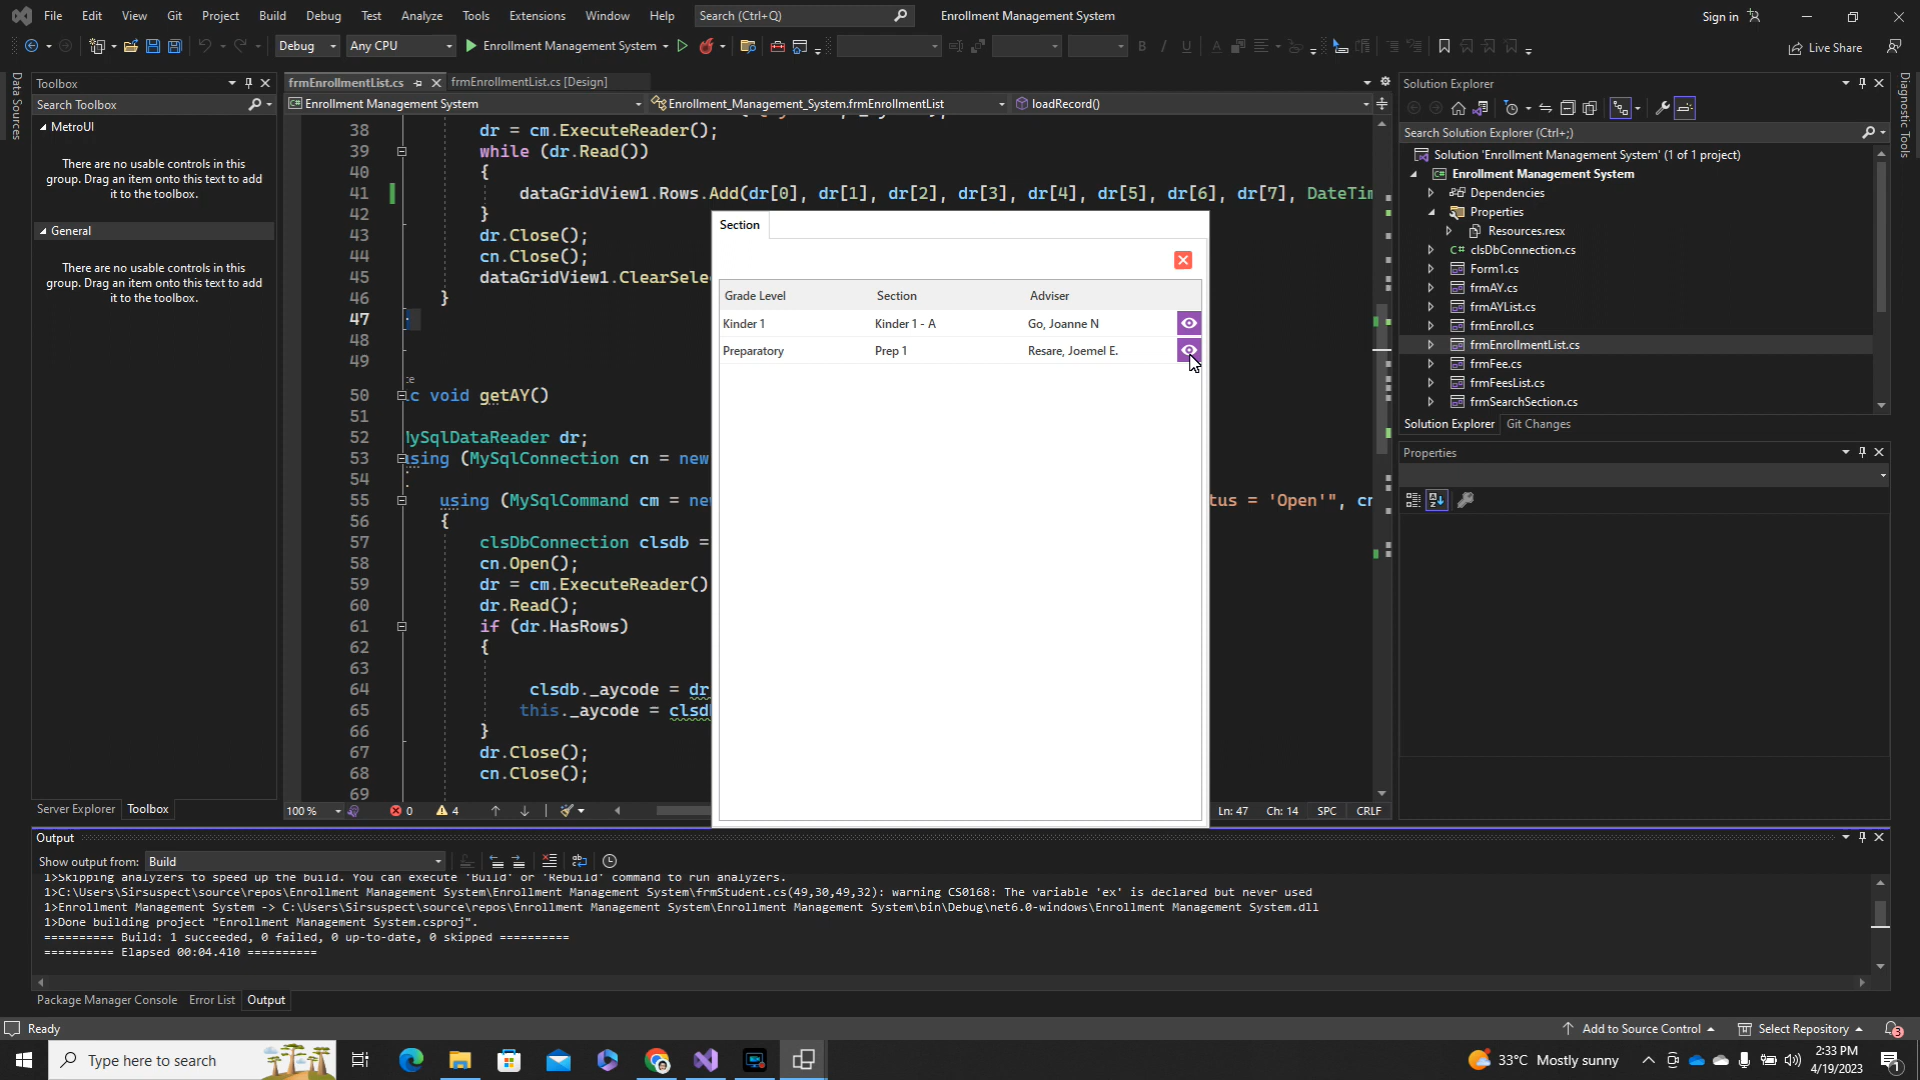 File Edit View Git Project Build Debug Test Analyze Tools Extensions Window Help Search (Ctrl+Q) Enrollment Management System Sign in
Debug Any CPU Enrollment Management System Live Share
Data Sources
Toolbox
Search Toolbox
MetroUI
There are no usable controls in this
group. Drag an item onto this text to add
it to the toolbox.
General
There are no usable controls in this
group. Drag an item onto this text to add
it to the toolbox.
Server Explorer Toolbox
frmEnrollmentList.cs frmEnrollmentList.cs [Design]
Enrollment Management System Enrollment_Management_System.frmEnrollmentList loadRecord()
38 dr = cm.ExecuteReader();
39 while (dr.Read())
40 {
41 dataGridView1.Rows.Add(dr[0], dr[1], dr[2], dr[3], dr[4], dr[5], dr[6], dr[7], DateTim
42 }
43 dr.Close();
44 cn.Close();
45 dataGridView1.ClearSele
46 }
47
48
49
50 c void getAY()
51
52 MySqlDataReader dr;
53 using (MySqlConnection cn = new
54
55 using (MySqlCommand cm = new tus = 'Open'", cn
56 {
57 clsDbConnection clsdb =
58 cn.Open();
59 dr = cm.ExecuteReader()
60 dr.Read();
61 if (dr.HasRows)
62 {
63
64 clsdb._aycode = dr
65 this._aycode = clsdb
66 }
67 dr.Close();
68 cn.Close();
69
100 % 0 4 Ln: 47 Ch: 14 SPC CRLF
Section
Grade Level Section Adviser
Kinder 1 Kinder 1 - A Go, Joanne N
Preparatory Prep 1 Resare, Joemel E.
Solution Explorer
Search Solution Explorer (Ctrl+;)
Solution 'Enrollment Management System' (1 of 1 project)
Enrollment Management System
Dependencies
Properties
Resources.resx
C# clsDbConnection.cs
Form1.cs
frmAY.cs
frmAYList.cs
frmEnroll.cs
frmEnrollmentList.cs
frmFee.cs
frmFeesList.cs
frmSearchSection.cs
Solution Explorer Git Changes
Properties
Diagnostic Tools
Output
Show output from: Build
1>Skipping analyzers to speed up the build. You can execute 'Build' or 'Rebuild' command to run analyzers.
1>C:\Users\Sirsuspect\source\repos\Enrollment Management System\Enrollment Management System\frmStudent.cs(49,30,49,32): warning CS0168: The variable 'ex' is declared but never used
1>Enrollment Management System -> C:\Users\Sirsuspect\source\repos\Enrollment Management System\Enrollment Management System\bin\Debug\net6.0-windows\Enrollment Management System.dll
1>Done building project "Enrollment Management System.csproj".
========== Build: 1 succeeded, 0 failed, 0 up-to-date, 0 skipped ==========
========== Elapsed 00:04.410 ==========
Package Manager Console Error List Output
Ready Add to Source Control Select Repository 3
Type here to search 33°C Mostly sunny 2:33 PM
4/19/2023 1